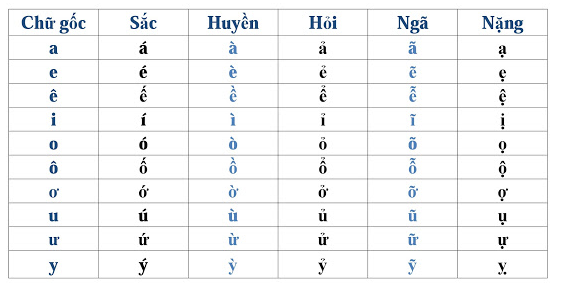 Chữ gốc Sắc Huyền Hỏi Ngã Nặng
a á à ả ã ạ
e é è ẻ ẽ ẹ
ê ế ề ể ễ ệ
i í ì ỉ ĩ ị
o ó ò ỏ õ ọ
ô ố ồ ổ ỗ ộ
ơ ớ ờ ở ỡ ợ
u ú ù ủ ũ ụ
ư ứ ừ ử ữ ự
y ý ỳ ỷ ỹ ỵ